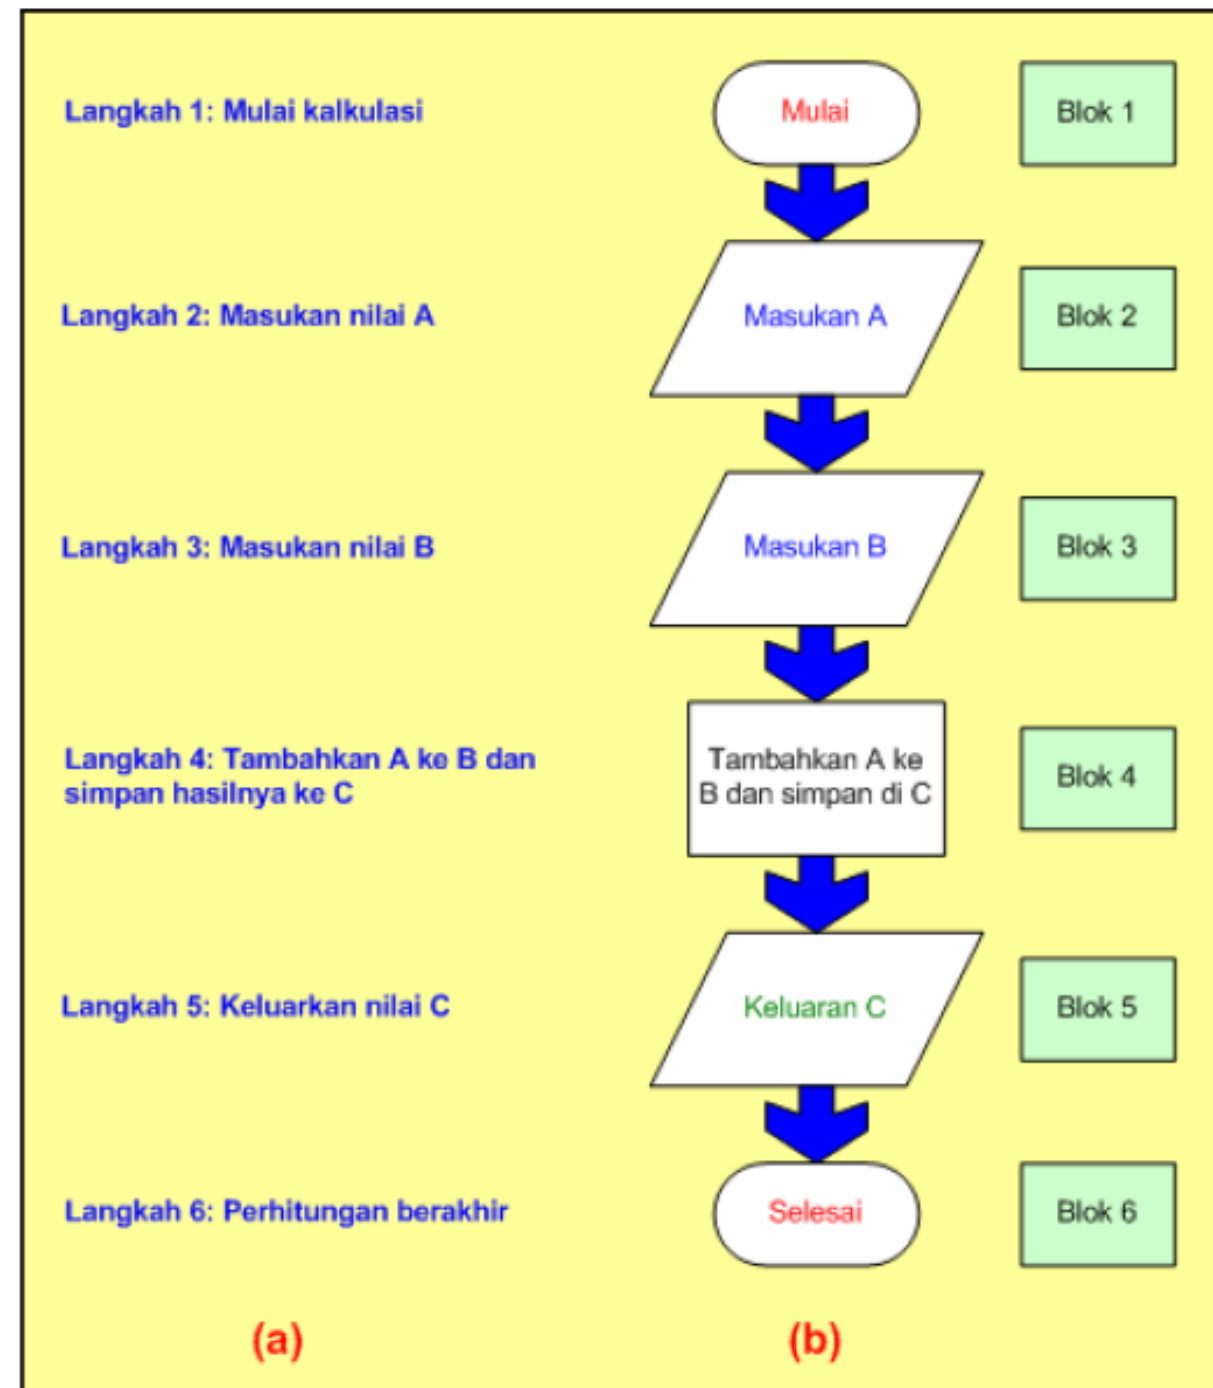 Langkah 1: Mulai kalkulasi
Mulai
Blok 1
Langkah 2: Masukan nilai A
Masukan A
Blok 2
Langkah 3: Masukan nilai B
Masukan B
Blok 3
Langkah 4: Tambahkan A ke B dan
simpan hasilnya ke C
Tambahkan A ke
B dan simpan di C
Blok 4
Langkah 5: Keluarkan nilai C
Keluaran C
Blok 5
Langkah 6: Perhitungan berakhir
Selesai
Blok 6
(a)
(b)